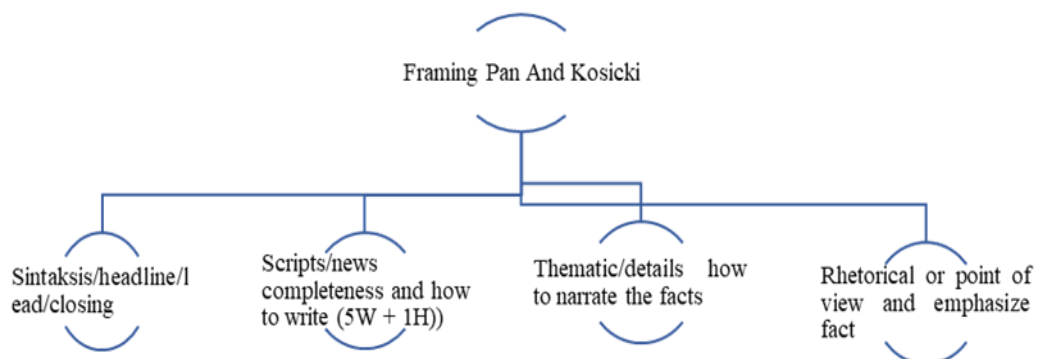 Framing Pan And Kosicki
Sintaksis/headline/l
ead/closing
Scripts/news
completeness and how
to write (5W + 1H))
Thematic/details how
to narrate the facts
Rhetorical or point of
view and emphasize
fact